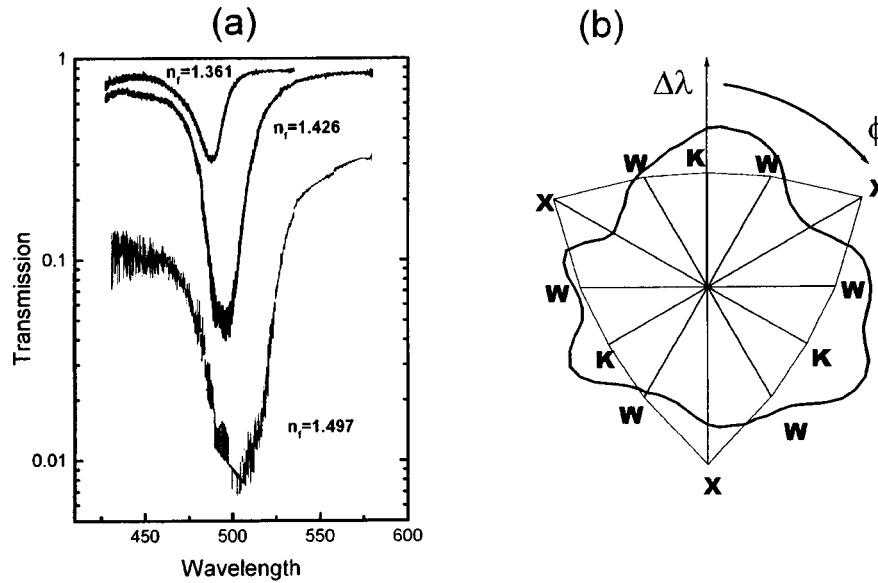 (a)
1
0.1
0.01
Transmission
n_f=1.361
n_f=1.426
n_f=1.497
450 500 550 600
Wavelength
(b)
Δλ
ϕ
K
W
W
X
X
W
W
K
K
W
W
X